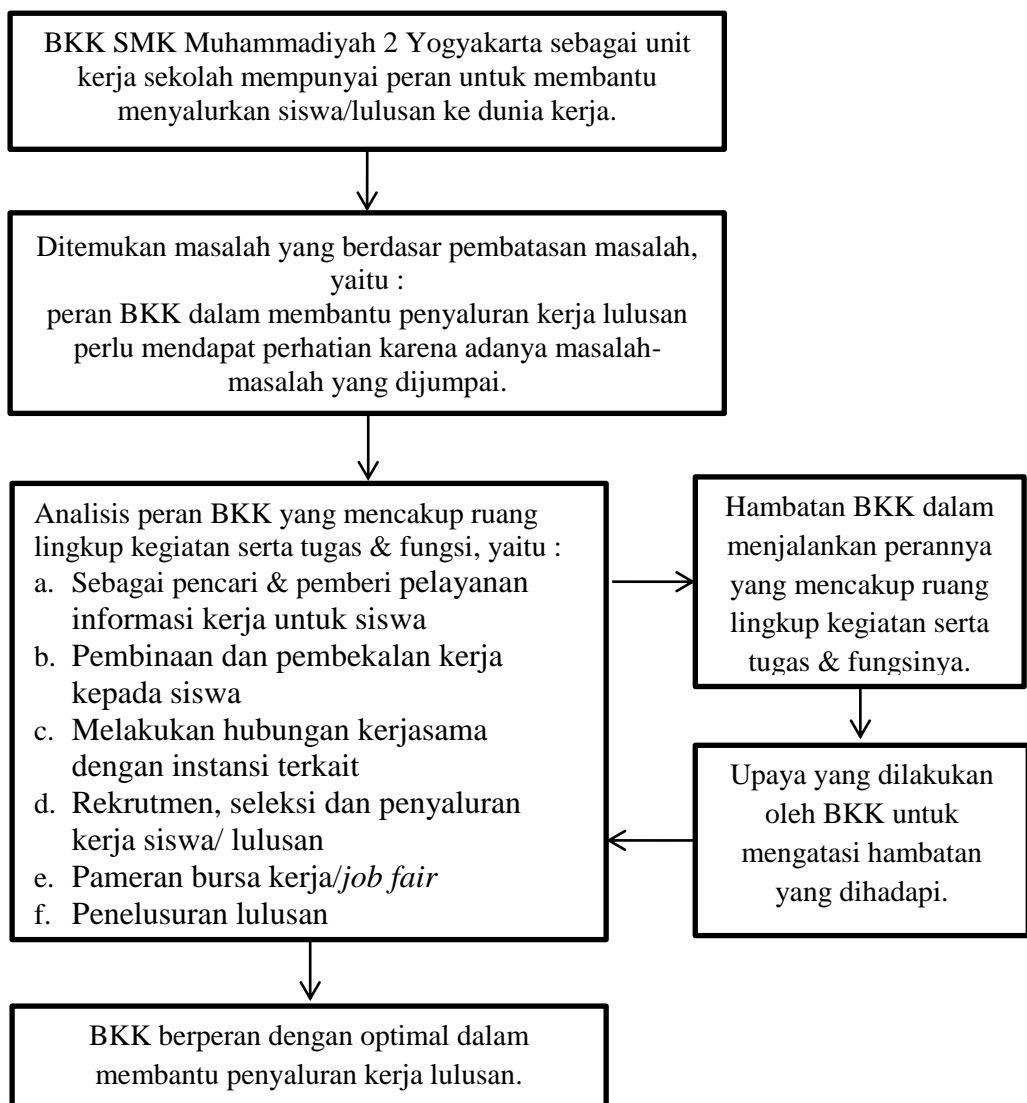 BKK SMK Muhammadiyah 2 Yogyakarta sebagai unit
kerja sekolah mempunyai peran untuk membantu
menyalurkan siswa/lulusan ke dunia kerja.
Ditemukan masalah yang berdasar pembatasan masalah,
yaitu :
peran BKK dalam membantu penyaluran kerja lulusan
perlu mendapat perhatian karena adanya masalah-
masalah yang dijumpai.
Analisis peran BKK yang mencakup ruang
lingkup kegiatan serta tugas & fungsi, yaitu :
a. Sebagai pencari & pemberi pelayanan
informasi kerja untuk siswa
b. Pembinaan dan pembekalan kerja
kepada siswa
c. Melakukan hubungan kerjasama
dengan instansi terkait
d. Rekrutmen, seleksi dan penyaluran
kerja siswa/ lulusan
e. Pameran bursa kerja/job fair
f. Penelusuran lulusan
Hambatan BKK dalam
menjalankan perannya
yang mencakup ruang
lingkup kegiatan serta
tugas & fungsinya.
Upaya yang dilakukan
oleh BKK untuk
mengatasi hambatan
yang dihadapi.
BKK berperan dengan optimal dalam
membantu penyaluran kerja lulusan.